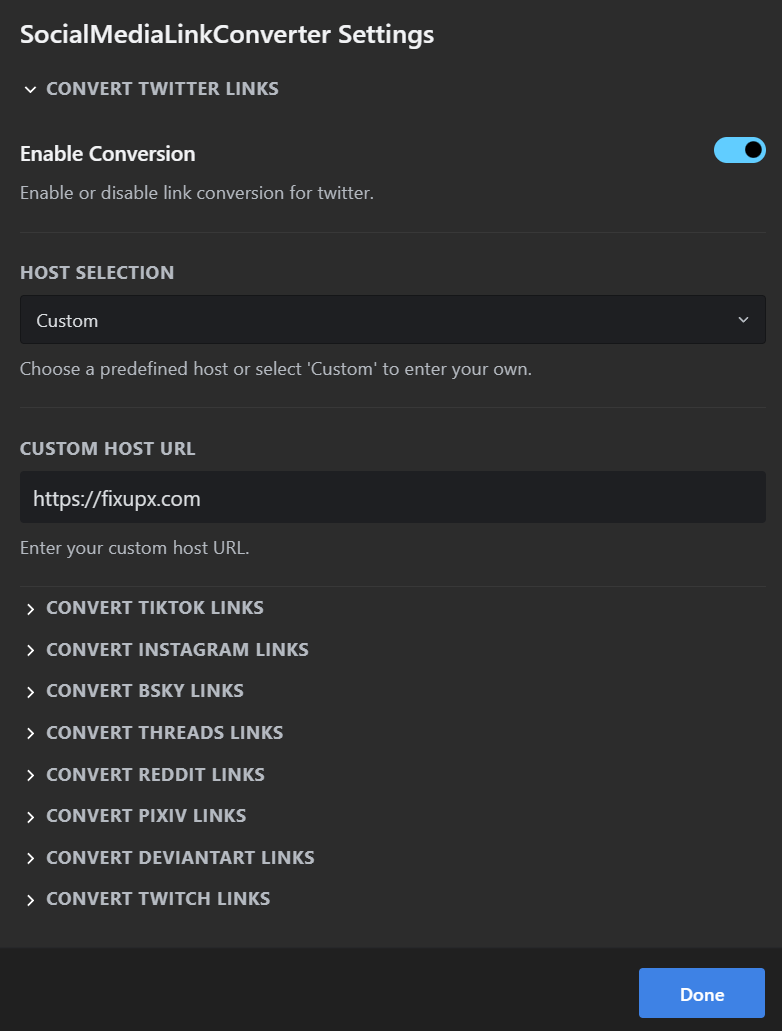 SocialMediaLinkConverter Settings
CONVERT TWITTER LINKS
Enable Conversion
Enable or disable link conversion for twitter.
HOST SELECTION
Custom
Choose a predefined host or select 'Custom' to enter your own.
CUSTOM HOST URL
https://fixupx.com
Enter your custom host URL.
CONVERT TIKTOK LINKS
CONVERT INSTAGRAM LINKS
CONVERT BSKY LINKS
CONVERT THREADS LINKS
CONVERT REDDIT LINKS
CONVERT PIXIV LINKS
CONVERT DEVIANTART LINKS
CONVERT TWITCH LINKS
Done